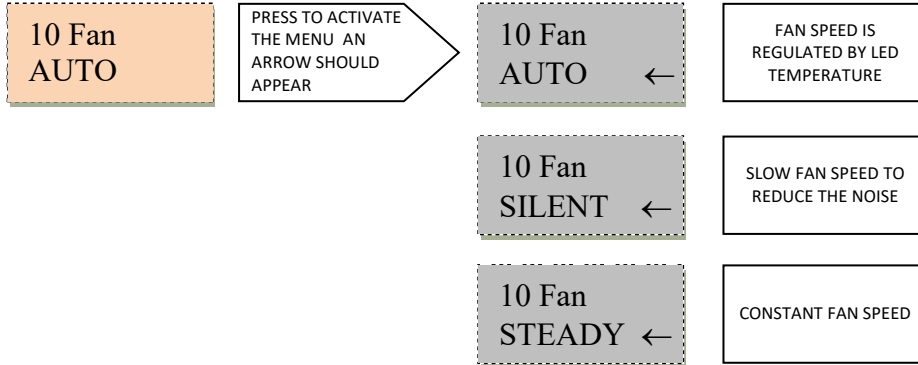 10 Fan
AUTO
PRESS TO ACTIVATE
THE MENU AN
ARROW SHOULD
APPEAR
10 Fan
AUTO ←
FAN SPEED IS
REGULATED BY LED
TEMPERATURE
10 Fan
SILENT ←
SLOW FAN SPEED TO
REDUCE THE NOISE
10 Fan
STEADY ←
CONSTANT FAN SPEED